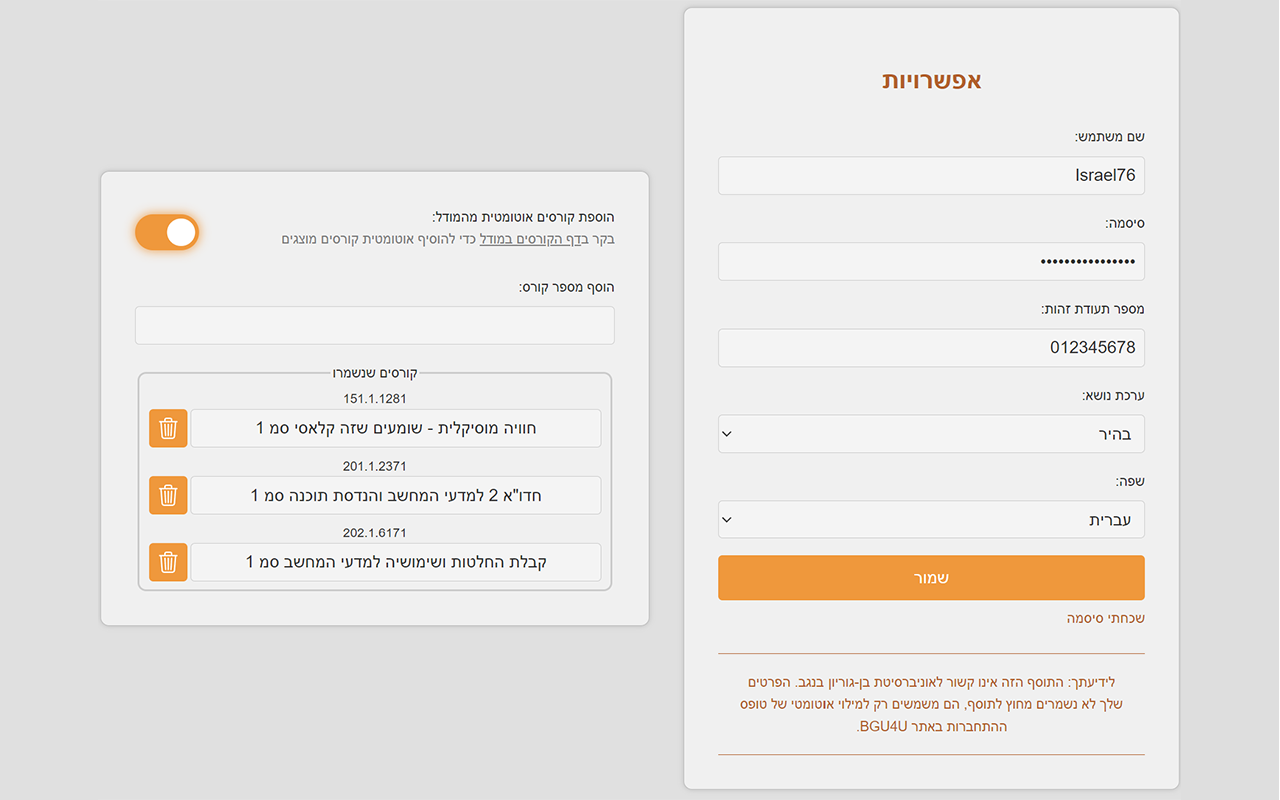 אפשרויות
שם משתמש:
Israel76
סיסמה:
••••••••••••••••
מספר תעודת זהות:
012345678
ערכת נושא:
בהיר
שפה:
עברית
שמור
שכחתי סיסמה
לידיעתך: התוסף הזה אינו קשור לאוניברסיטת בן-גוריון בנגב. הפרטים
שלך לא נשמרים מחוץ לתוסף, הם משמשים רק למילוי אוטומטי של טופס
ההתחברות באתר BGU4U.
הוספת קורסים אוטומטית מהמודל:
בקר בדף הקורסים במודל כדי להוסיף אוטומטית קורסים מוצגים
הוסף מספר קורס:
קורסים שנשמרו
151.1.1281
חוויה מוסיקלית - שומעים שזה קלאסי סמ 1
201.1.2371
חדו"א 2 למדעי המחשב והנדסת תוכנה סמ 1
202.1.6171
קבלת החלטות ושימושיה למדעי המחשב סמ 1